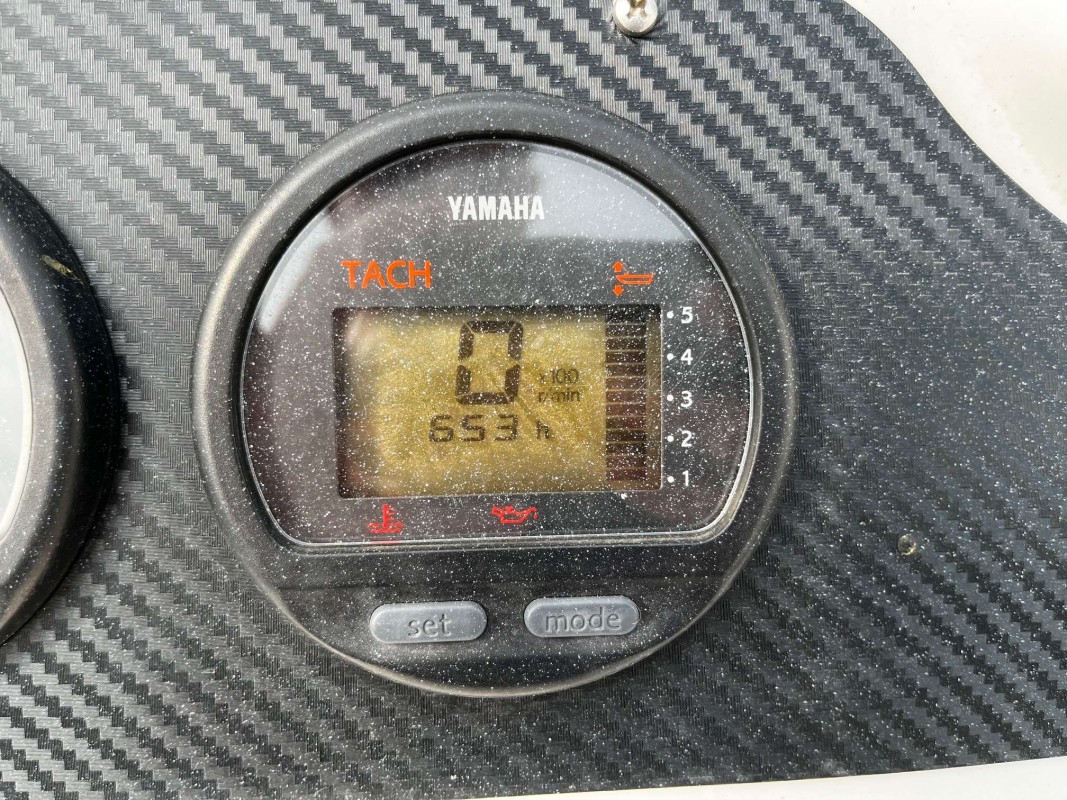 YAMAHA
TACH
0 x100 r/min
653 h
5
4
3
2
1
set
mode